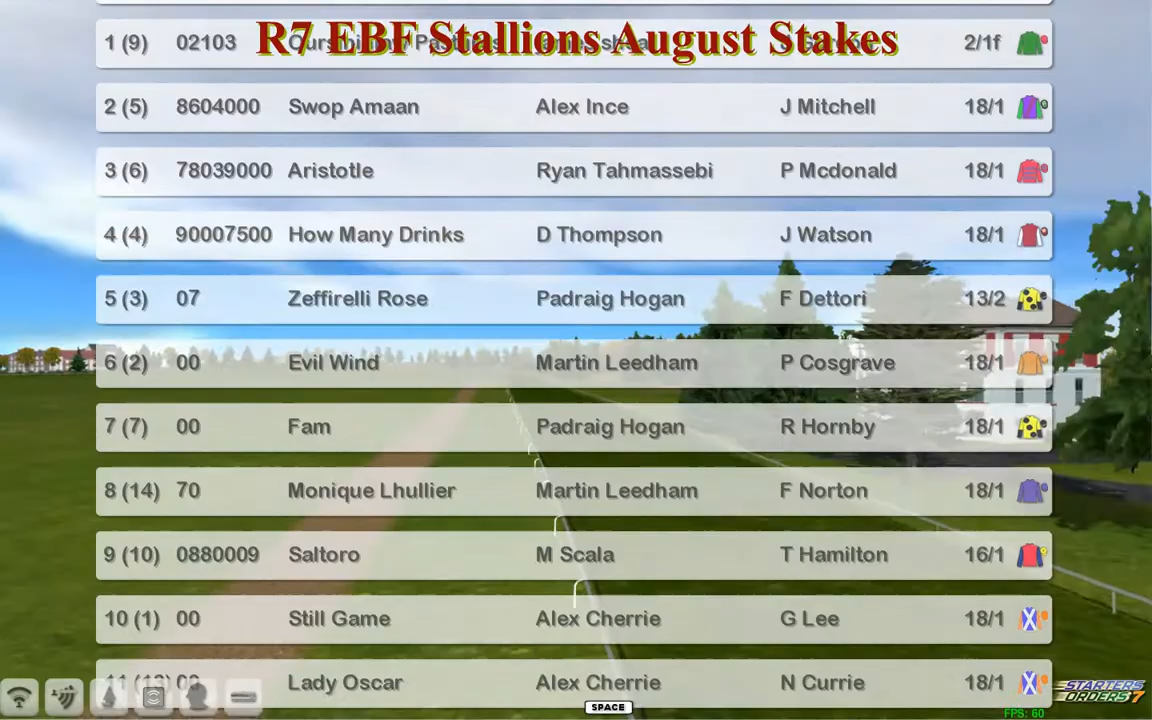 R7 EBF Stallions August Stakes
1 (9) 02103 2/1f
2 (5) 8604000 Swop Amaan Alex Ince J Mitchell 18/1
3 (6) 78039000 Aristotle Ryan Tahmassebi P Mcdonald 18/1
4 (4) 90007500 How Many Drinks D Thompson J Watson 18/1
5 (3) 07 Zeffirelli Rose Padraig Hogan F Dettori 13/2
6 (2) 00 Evil Wind Martin Leedham P Cosgrave 18/1
7 (7) 00 Fam Padraig Hogan R Hornby 18/1
8 (14) 70 Monique Lhullier Martin Leedham F Norton 18/1
9 (10) 0880009 Saltoro M Scala T Hamilton 16/1
10 (1) 00 Still Game Alex Cherrie G Lee 18/1
11 Lady Oscar Alex Cherrie N Currie 18/1
SPACE
STARTERS ORDERS 7
FPS: 60